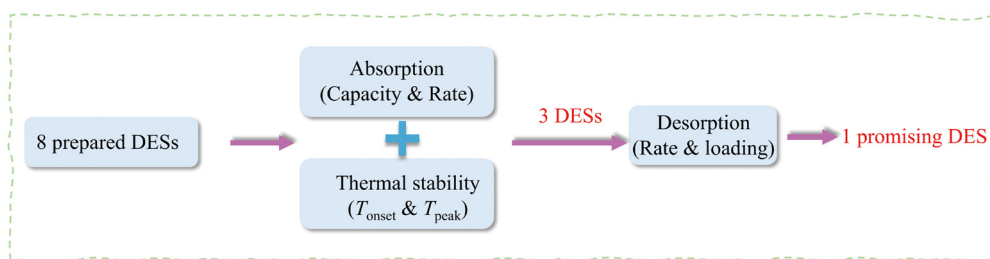 8 prepared DESs
Absorption
(Capacity & Rate)
+
Thermal stability
(Tonset & Tpeak)
3 DESs
Desorption
(Rate & loading)
1 promising DES